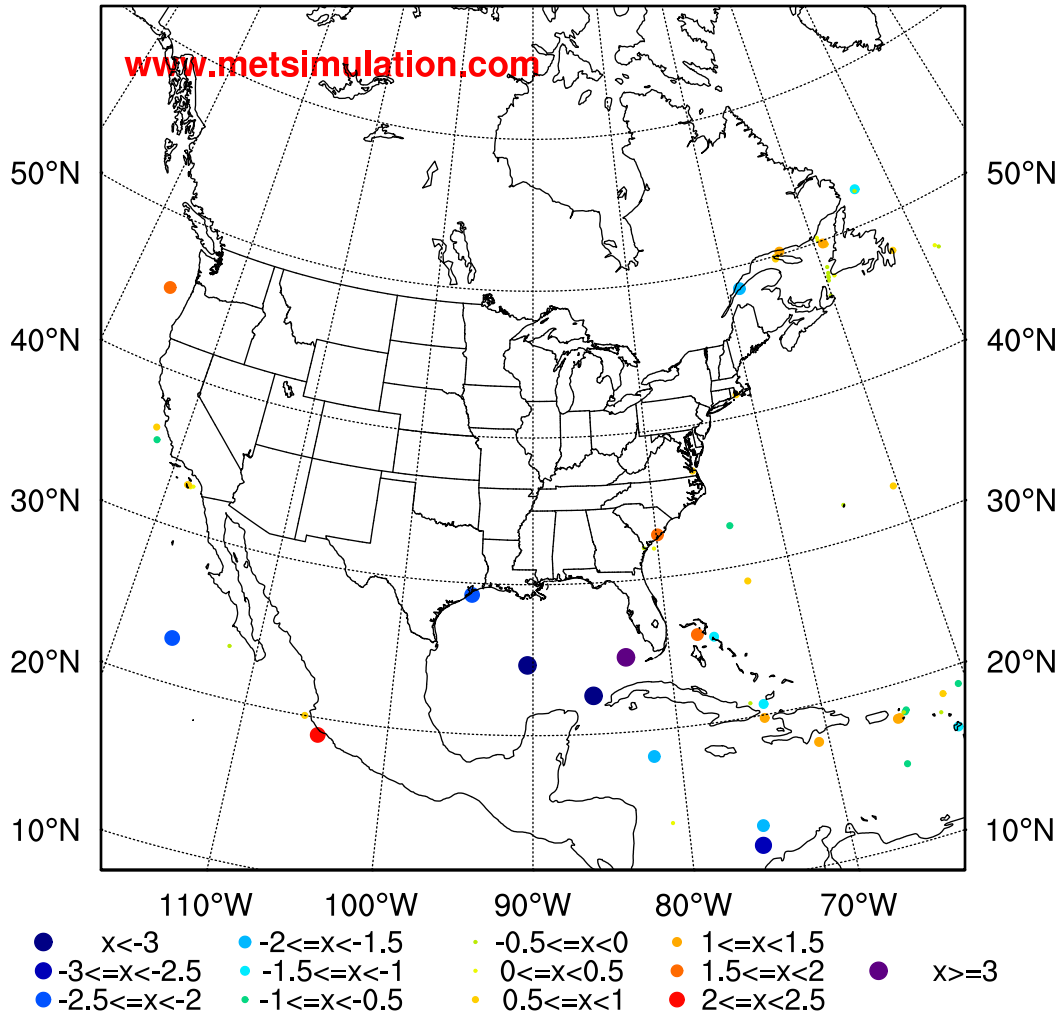 www.metsimulation.com
50°N 50°N
40°N 40°N
30°N 30°N
20°N 20°N
10°N 10°N
110°W 100°W 90°W 80°W 70°W
x<-3 -2<=x<-1.5 -0.5<=x<0 1<=x<1.5
-3<=x<-2.5 -1.5<=x<-1 0<=x<0.5 1.5<=x<2 x>=3
-2.5<=x<-2 -1<=x<-0.5 0.5<=x<1 2<=x<2.5